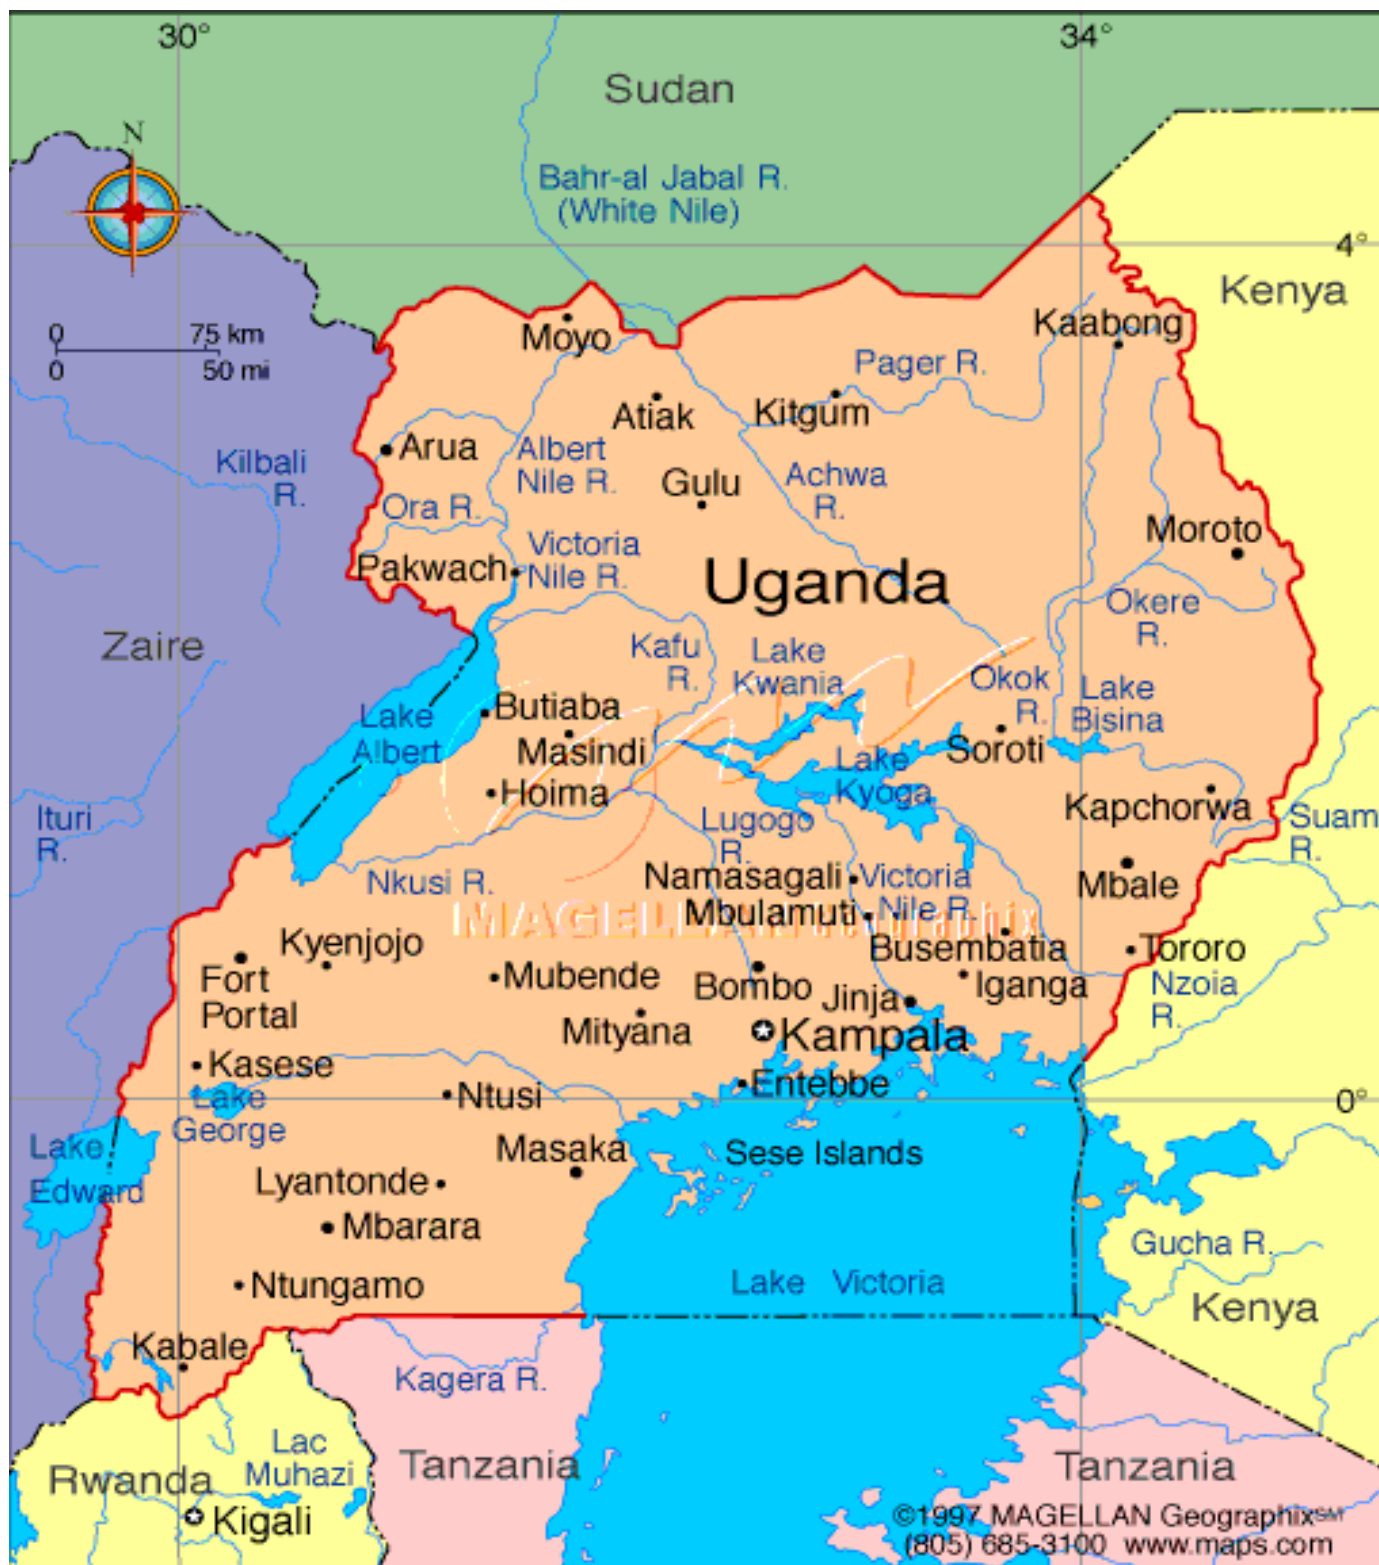 30°
34°
Sudan
N
Bahr-al Jabal R.
(White Nile)
4°
Kenya
0
75 km
0
50 mi
Moyo
Kaabong
Pager R.
Atiak
Kitgum
Arua
Albert
Nile R.
Kilbali
R.
Gulu
Achwa
R.
Ora R.
Moroto
Pakwach
Victoria
Nile R.
Uganda
Okere
R.
Zaire
Kafu
R.
Lake
Kwania
Okok
R.
Lake
Bisina
Lake
Albert
Butiaba
Masindi
Soroti
Hoima
Lake
Kyoga
Kapchorwa
Ituri
R.
Lugogo
R.
Suam
R.
Nkusi R.
Namasagali
Victoria
Nile R.
Mbale
Mbulamuti
MAGELLAN Geographix
Kyenjojo
Busembatia
Tororo
Fort
Portal
Mubende
Bombo
Jinja
Iganga
Nzoia
R.
Mityana
Kampala
Kasese
Entebbe
Lake
George
Ntusi
0°
Lake
Edward
Masaka
Sese Islands
Lyantonde
Mbarara
Gucha R.
Ntungamo
Lake Victoria
Kenya
Kabale
Kagera R.
Lac
Muhazi
Rwanda
Tanzania
Tanzania
Kigali
©1997 MAGELLAN Geographix℠
(805) 685-3100 www.maps.com